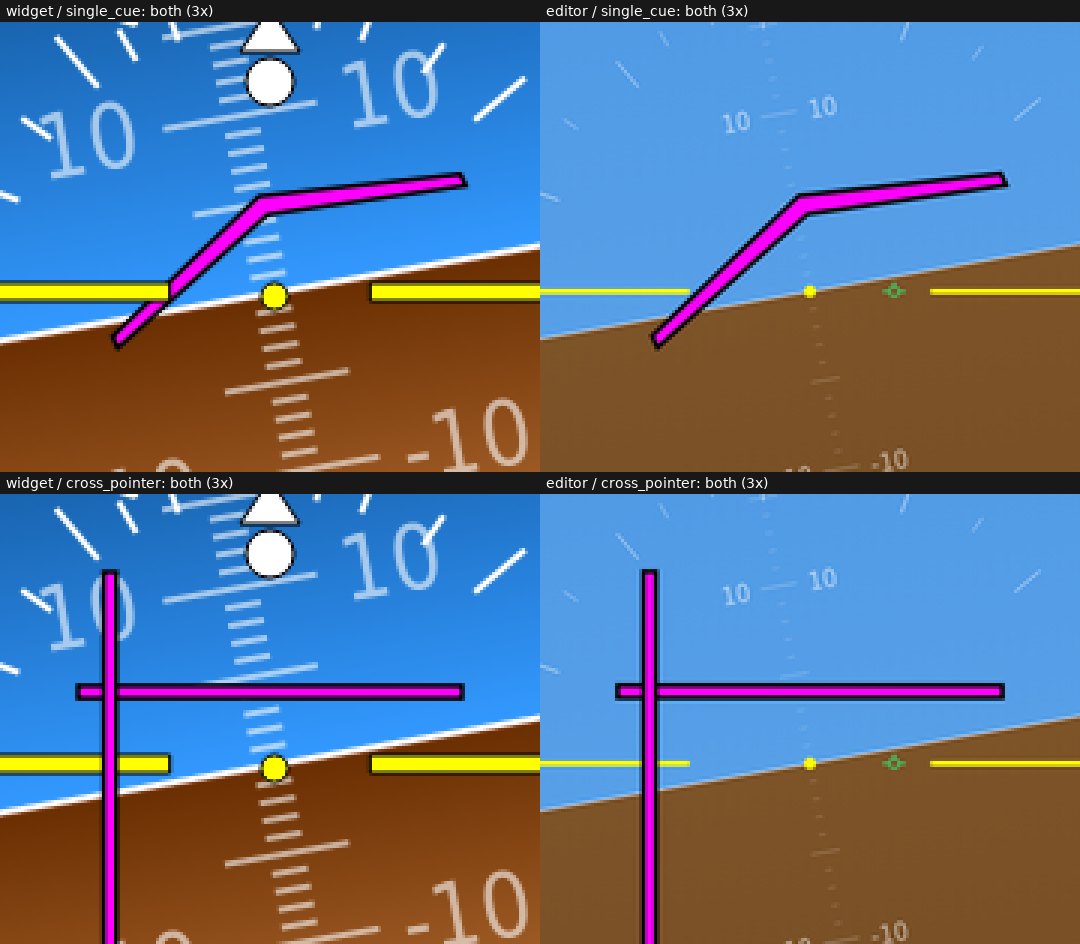 widget / single_cue: both (3x)
editor / single_cue: both (3x)
10 10
10 10
-10
-10
widget / cross_pointer: both (3x)
editor / cross_pointer: both (3x)
10 10
10 10
-10
-10